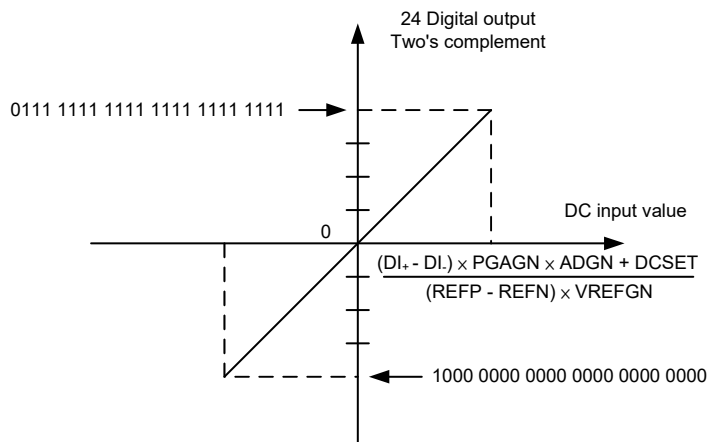 24 Digital output
Two's complement
0111 1111 1111 1111 1111 1111
DC input value
0
(DI+ - DI-) × PGAGN × ADGN + DCSET
(REFP - REFN) × VREFGN
1000 0000 0000 0000 0000 0000